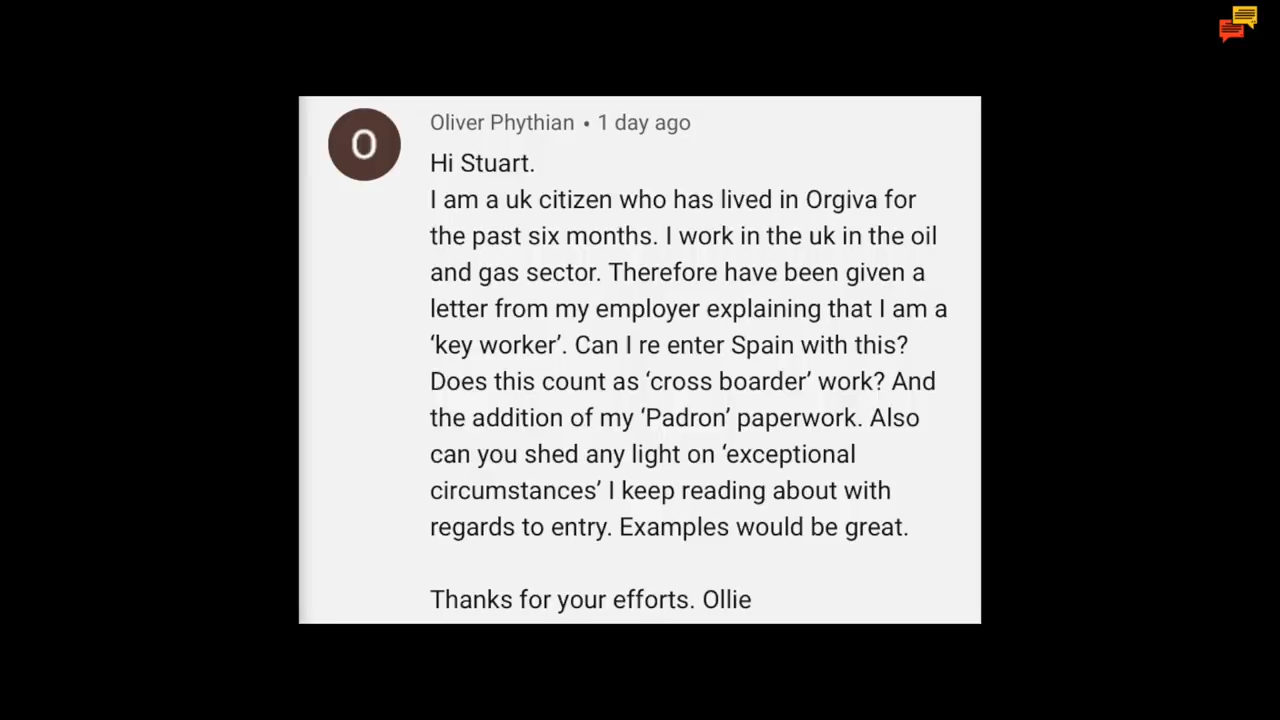 O
Oliver Phythian • 1 day ago
Hi Stuart.
I am a uk citizen who has lived in Orgiva for
the past six months. I work in the uk in the oil
and gas sector. Therefore have been given a
letter from my employer explaining that I am a
‘key worker’. Can I re enter Spain with this?
Does this count as ‘cross boarder’ work? And
the addition of my ‘Padron’ paperwork. Also
can you shed any light on ‘exceptional
circumstances’ I keep reading about with
regards to entry. Examples would be great.
Thanks for your efforts. Ollie